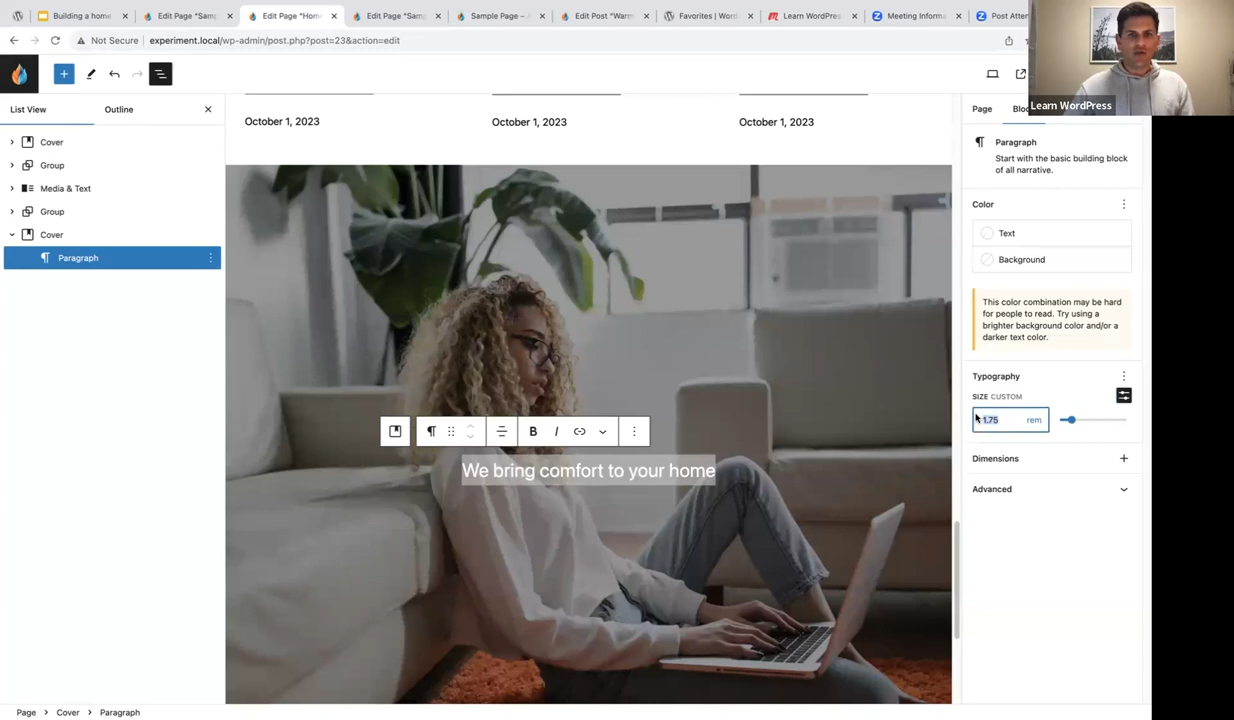 Building a home
Edit Page "Samp
Edit Page "Hom
Edit Page "Samp
Sample Page –
Edit Post "Warm
Favorites | Word
Learn WordPress
Meeting Informa
Post Atten
Not Secure
experiment.local/wp-admin/post.php?post=23&action=edit
Learn WordPress
List View
Outline
Page
Cover
Group
Media & Text
Group
Cover
Paragraph
October 1, 2023
October 1, 2023
October 1, 2023
B
I
We bring comfort to your home
Paragraph
Start with the basic building block
of all narrative.
Color
Text
Background
This color combination may be hard
for people to read. Try using a
brighter background color and/or a
darker text color.
Typography
SIZE CUSTOM
1.75
rem
Dimensions
Advanced
Page
Cover
Paragraph